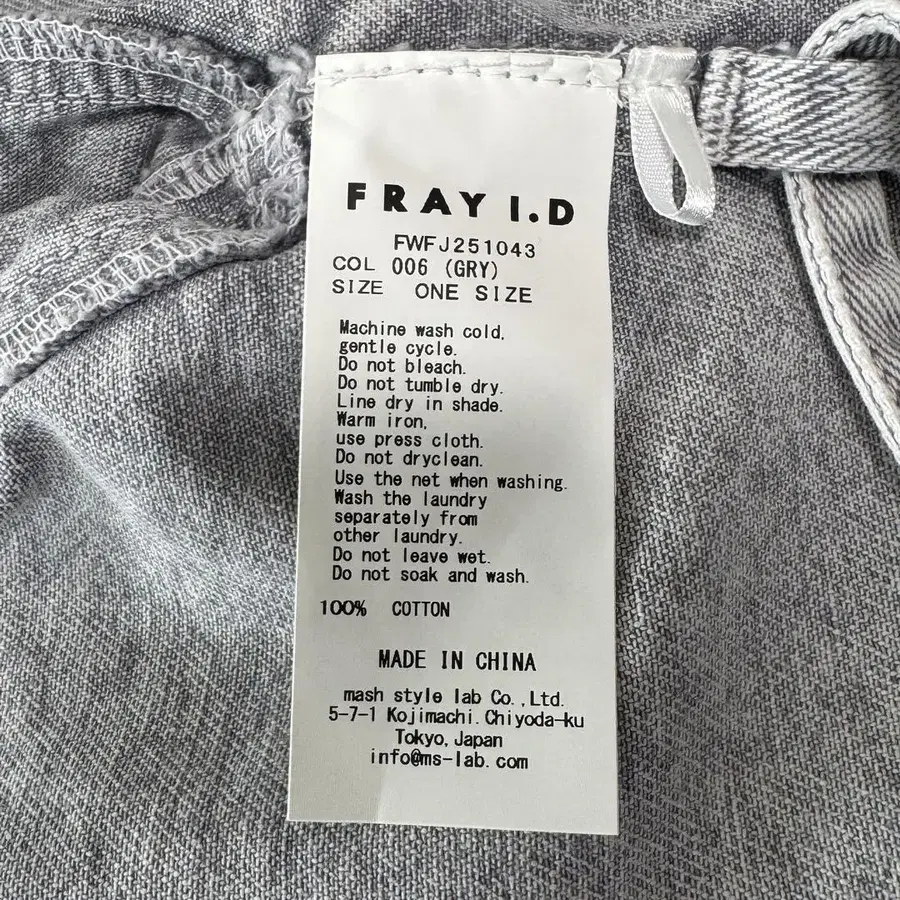 FRAY I.D
FWFJ251043
COL 006 (GRY)
SIZE ONE SIZE
Machine wash cold,
gentle cycle.
Do not bleach.
Do not tumble dry.
Line dry in shade.
Warm iron,
use press cloth.
Do not dryclean.
Use the net when washing.
Wash the laundry
separately from
other laundry.
Do not leave wet.
Do not soak and wash.
100% COTTON
MADE IN CHINA
mash style lab Co.,Ltd.
5-7-1 Kojimachi.Chiyoda-ku
Tokyo, Japan
info@ms-lab.com